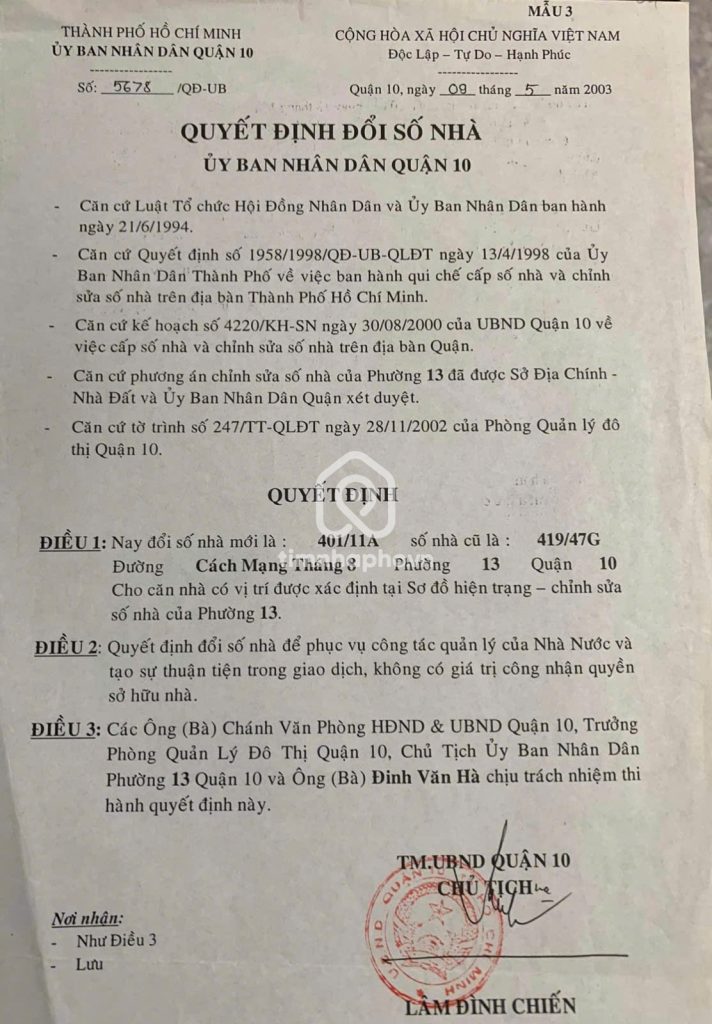 MẪU 3
THÀNH PHỐ HỒ CHÍ MINH
ỦY BAN NHÂN DÂN QUẬN 10
CỘNG HÒA XÃ HỘI CHỦ NGHĨA VIỆT NAM
Độc Lập – Tự Do – Hạnh Phúc
Số: 5678 /QĐ-UB
Quận 10, ngày 09 tháng 5 năm 2003
QUYẾT ĐỊNH ĐỔI SỐ NHÀ
ỦY BAN NHÂN DÂN QUẬN 10
- Căn cứ Luật Tổ chức Hội Đồng Nhân Dân và Ủy Ban Nhân Dân ban hành
ngày 21/6/1994.
- Căn cứ Quyết định số 1958/1998/QĐ-UB-QLĐT ngày 13/4/1998 của Ủy
Ban Nhân Dân Thành Phố về việc ban hành qui chế cấp số nhà và chỉnh
sửa số nhà trên địa bàn Thành Phố Hồ Chí Minh.
- Căn cứ kế hoạch số 4220/KH-SN ngày 30/08/2000 của UBND Quận 10 về
việc cấp số nhà và chỉnh sửa số nhà trên địa bàn Quận.
- Căn cứ phương án chỉnh sửa số nhà của Phường 13 đã được Sở Địa Chính -
Nhà Đất và Ủy Ban Nhân Dân Quận xét duyệt.
- Căn cứ tờ trình số 247/TT-QLĐT ngày 28/11/2002 của Phòng Quản lý đô
thị Quận 10.
QUYẾT ĐỊNH
ĐIỀU 1: Nay đổi số nhà mới là : 401/11A số nhà cũ là : 419/47G
timnhaphovn
Đường Cách Mạng Tháng 8 Phường 13 Quận 10
Cho căn nhà có vị trí được xác định tại Sơ đồ hiện trạng – chỉnh sửa
số nhà của Phường 13.
ĐIỀU 2: Quyết định đổi số nhà để phục vụ công tác quản lý của Nhà Nước và
tạo sự thuận tiện trong giao dịch, không có giá trị công nhận quyền
sở hữu nhà.
ĐIỀU 3: Các Ông (Bà) Chánh Văn Phòng HĐND & UBND Quận 10, Trưởng
Phòng Quản Lý Đô Thị Quận 10, Chủ Tịch Ủy Ban Nhân Dân
Phường 13 Quận 10 và Ông (Bà) Đinh Văn Hà chịu trách nhiệm thi
hành quyết định này.
TM.UBND QUẬN 10
CHỦ TỊCH
Nơi nhận:
- Như Điều 3
- Lưu
LÂM ĐÌNH CHIẾN